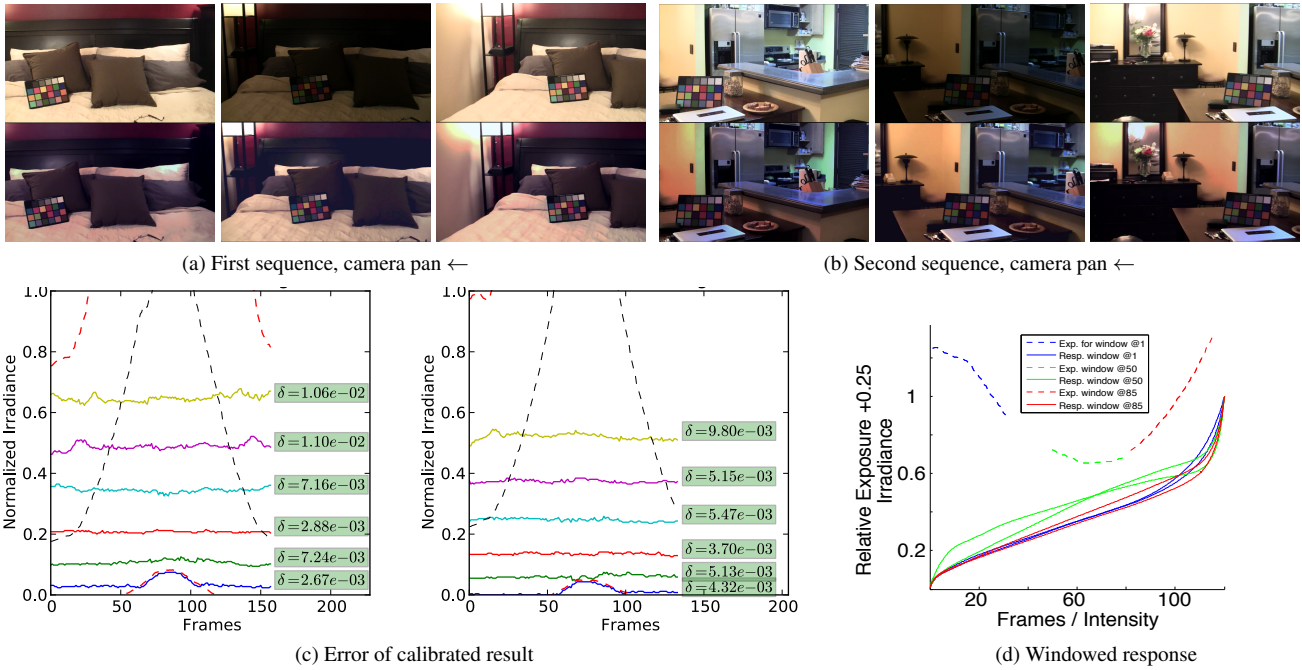 (a) First sequence, camera pan ←
(b) Second sequence, camera pan ←
1.0
0.8
0.6
0.4
0.2
0.0
Normalized Irradiance
0
50
100
150
200
Frames
δ=1.06e−02
δ=1.10e−02
δ=7.16e−03
δ=2.88e−03
δ=7.24e−03
δ=2.67e−03
1.0
0.8
0.6
0.4
0.2
0.0
Normalized Irradiance
0
50
100
150
200
Frames
δ=9.80e−03
δ=5.15e−03
δ=5.47e−03
δ=3.70e−03
δ=5.13e−03
δ=4.32e−03
(c) Error of calibrated result
Relative Exposure +0.25
Irradiance
1
0.6
0.2
Exp. for window @1
Resp. window @1
Exp. window @50
Resp. window @50
Exp. window @85
Resp. window @85
20
60
100
Frames / Intensity
(d) Windowed response